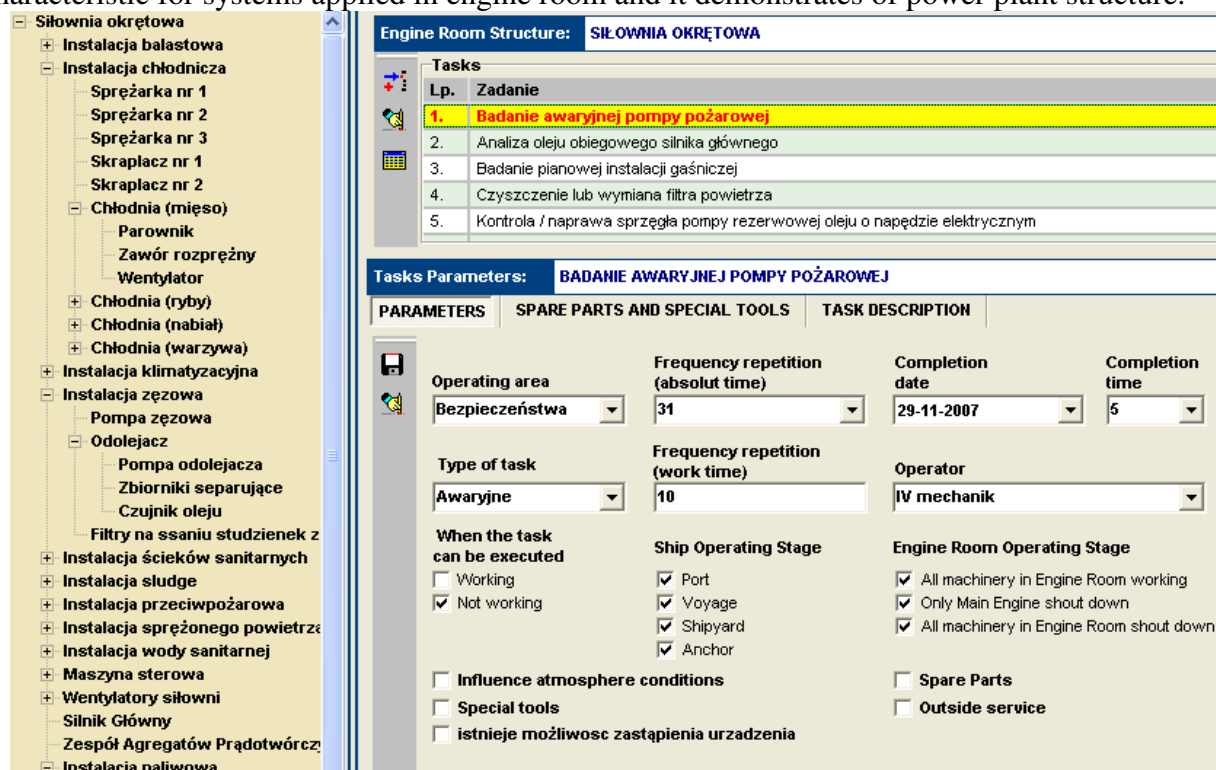 haracteristic for systems applied in engine room and it demonstrates of power plant structure.
Siłownia okrętowa
Instalacja balastowa
Instalacja chłodnicza
Sprężarka nr 1
Sprężarka nr 2
Sprężarka nr 3
Skraplacz nr 1
Skraplacz nr 2
Chłodnia (mięso)
Parownik
Zawór rozprężny
Wentylator
Chłodnia (ryby)
Chłodnia (nabiał)
Chłodnia (warzywa)
Instalacja klimatyzacyjna
Instalacja zęzowa
Pompa zęzowa
Odolejacz
Pompa odolejacza
Zbiorniki separujące
Czujnik oleju
Filtry na ssaniu studzienek z
Instalacja ścieków sanitarnych
Instalacja sludge
Instalacja przeciwpożarowa
Instalacja sprężonego powietrza
Instalacja wody sanitarnej
Maszyna sterowa
Wentylatory siłowni
Silnik Główny
Zespół Agregatów Prądotwórczy
Instalacja paliwowa
Engine Room Structure: SIŁOWNIA OKRĘTOWA
Tasks
Lp. Zadanie
1. Badanie awaryjnej pompy pożarowej
2. Analiza oleju obiegowego silnika głównego
3. Badanie pianowej instalacji gaśniczej
4. Czyszczenie lub wymiana filtra powietrza
5. Kontrola / naprawa sprzęgła pompy rezerwowej oleju o napędzie elektrycznym
Tasks Parameters: BADANIE AWARYJNEJ POMPY POŻAROWEJ
PARAMETERS SPARE PARTS AND SPECIAL TOOLS TASK DESCRIPTION
Operating area
Bezpieczeństwa
Frequency repetition
(absolut time)
31
Completion
date
29-11-2007
Completion
time
5
Type of task
Awaryjne
Frequency repetition
(work time)
10
Operator
IV mechanik
When the task
can be executed
Working
Not working
Ship Operating Stage
Port
Voyage
Shipyard
Anchor
Engine Room Operating Stage
All machinery in Engine Room working
Only Main Engine shout down
All machinery in Engine Room shout down
Influence atmosphere conditions
Special tools
istnieje możliwosc zastąpienia urzadzenia
Spare Parts
Outside service